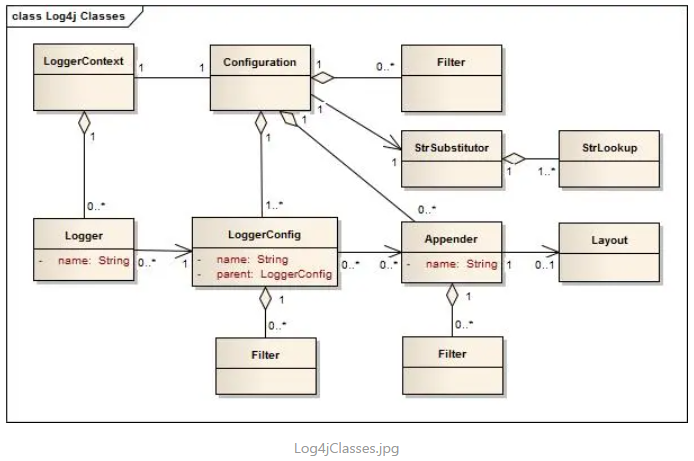 class Log4j Classes
LoggerContext
1
1
Configuration
1
0..*
Filter
1
1
1
1
1
StrSubstitutor
1
1..*
StrLookup
0..*
1..*
0..*
Logger
- name: String
0..*
1
LoggerConfig
- name: String
- parent: LoggerConfig
0..*
0..*
Appender
- name: String
1
0..1
Layout
1
0..*
1
0..*
Filter
Filter
Log4jClasses.jpg